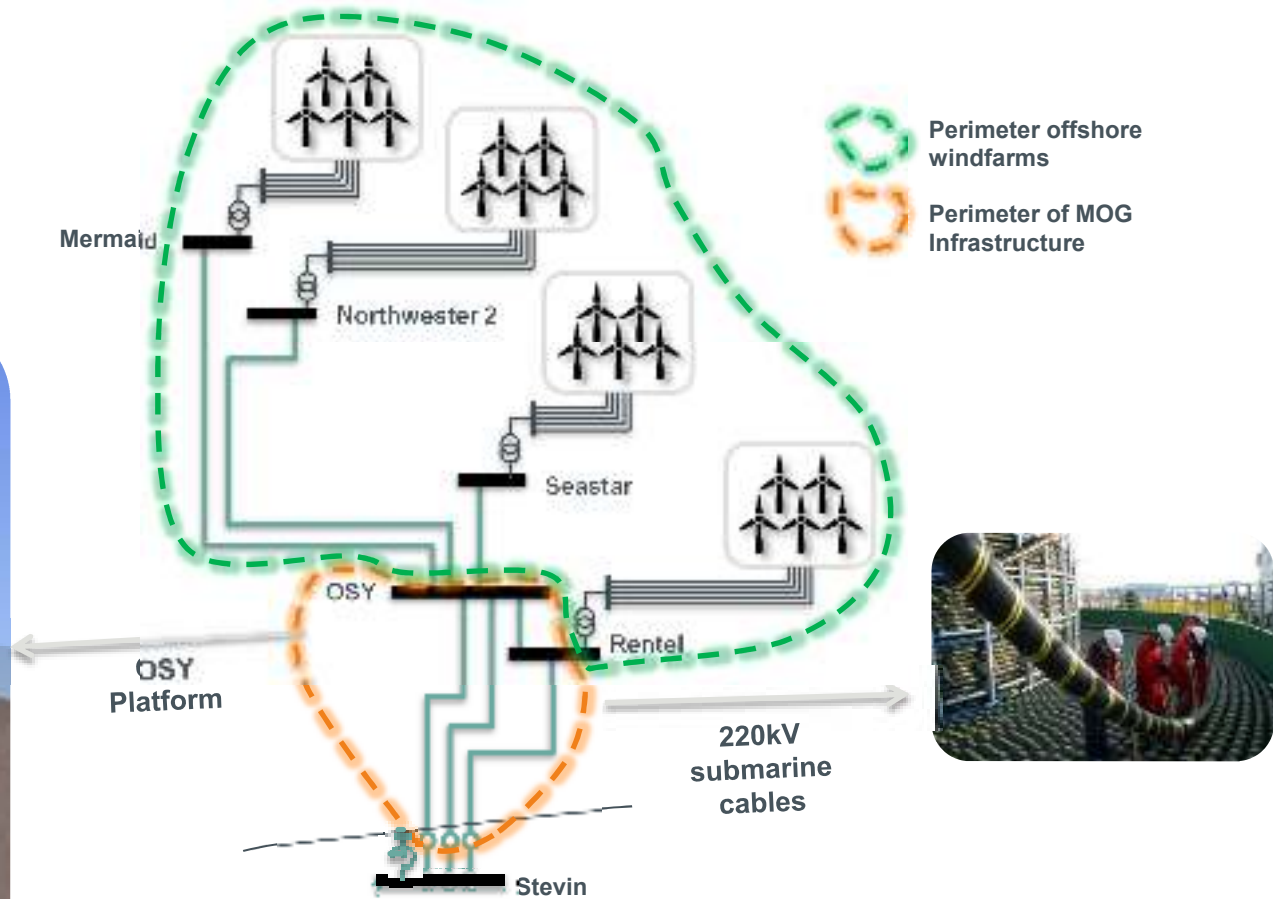 Perimeter offshore
windfarms
Perimeter of MOG
Infrastructure
Mermaid
Northwester 2
Seastar
OSY
Rentel
OSY
Platform
220kV
submarine
cables
Stevin